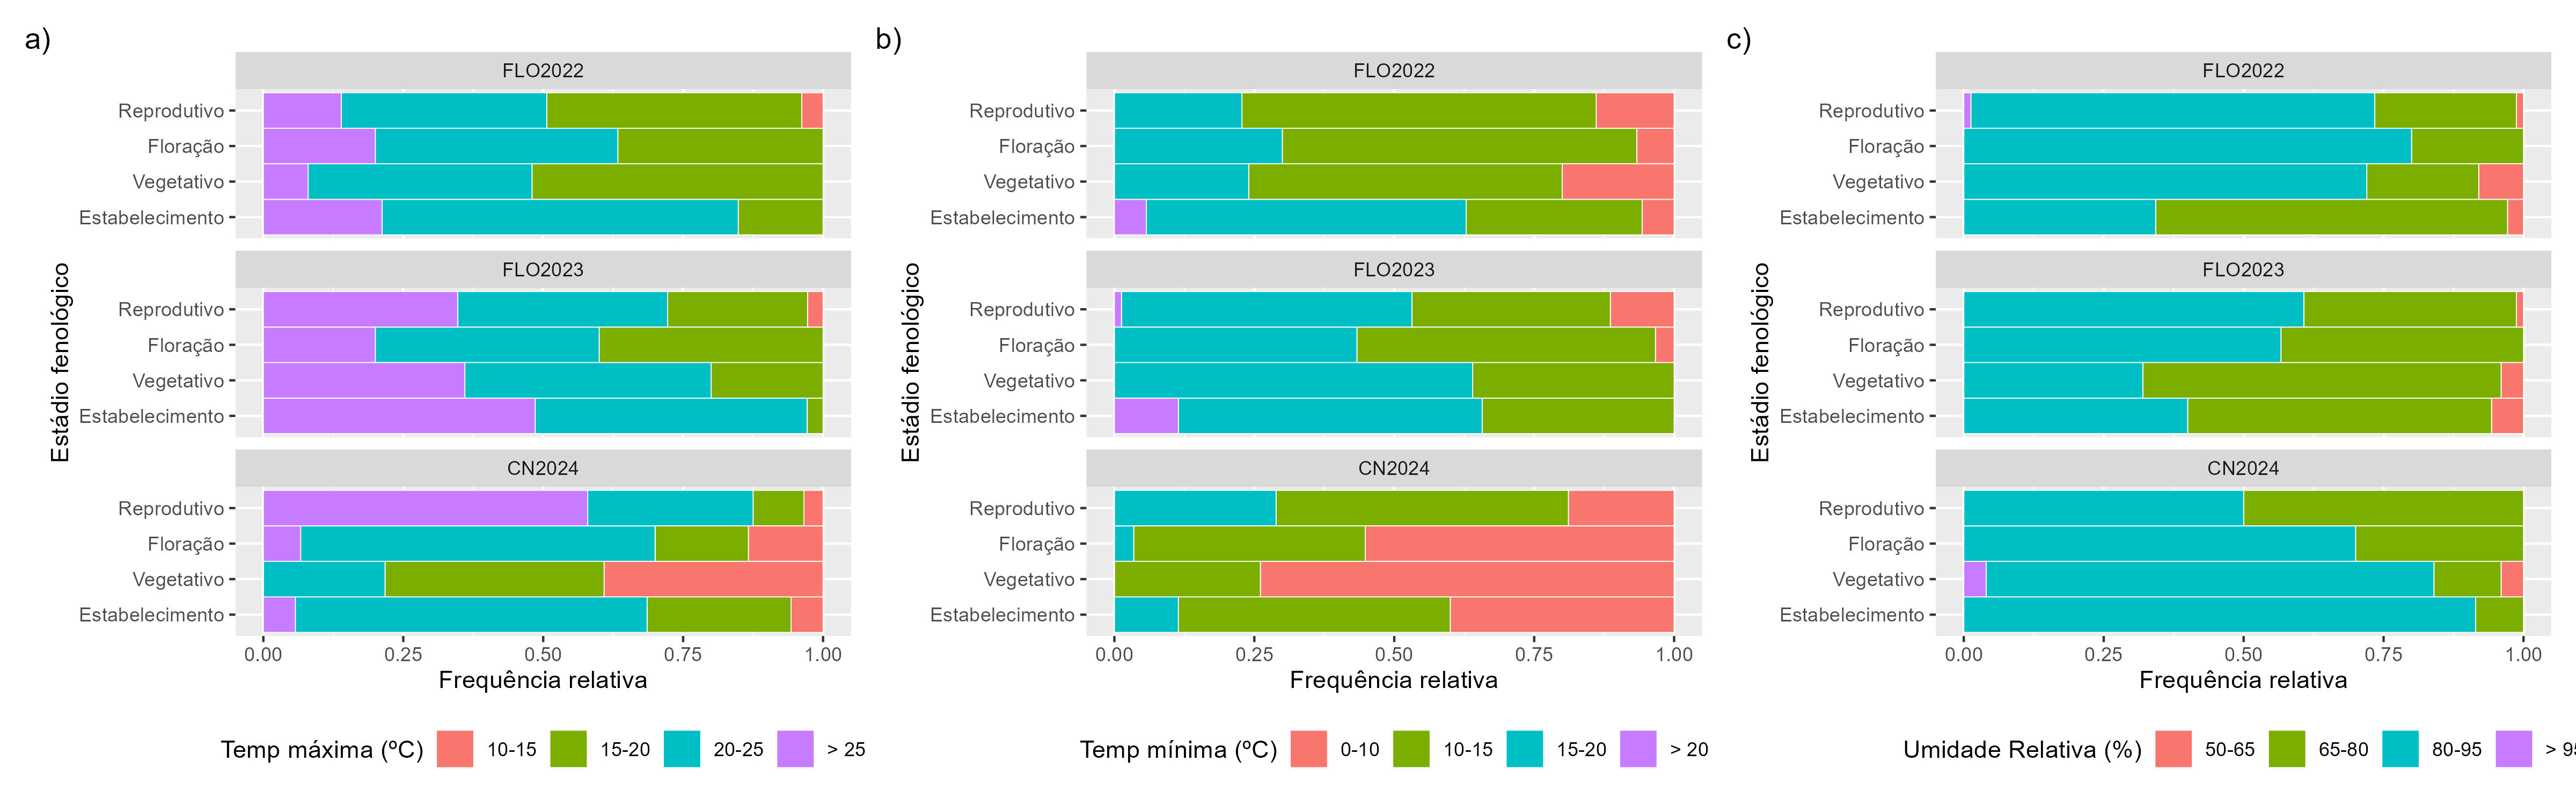 a)
FLO2022
Reprodutivo
Floração
Vegetativo
Estabelecimento
FLO2023
Reprodutivo
Floração
Vegetativo
Estabelecimento
CN2024
Reprodutivo
Floração
Vegetativo
Estabelecimento
Estádio fenológico
0.00 0.25 0.50 0.75 1.00
Frequência relativa
Temp máxima (ºC) 10-15 15-20 20-25 > 25
b)
FLO2022
Reprodutivo
Floração
Vegetativo
Estabelecimento
FLO2023
Reprodutivo
Floração
Vegetativo
Estabelecimento
CN2024
Reprodutivo
Floração
Vegetativo
Estabelecimento
Estádio fenológico
0.00 0.25 0.50 0.75 1.00
Frequência relativa
Temp mínima (ºC) 0-10 10-15 15-20 > 20
c)
FLO2022
Reprodutivo
Floração
Vegetativo
Estabelecimento
FLO2023
Reprodutivo
Floração
Vegetativo
Estabelecimento
CN2024
Reprodutivo
Floração
Vegetativo
Estabelecimento
Estádio fenológico
0.00 0.25 0.50 0.75 1.00
Frequência relativa
Umidade Relativa (%) 50-65 65-80 80-95 > 95